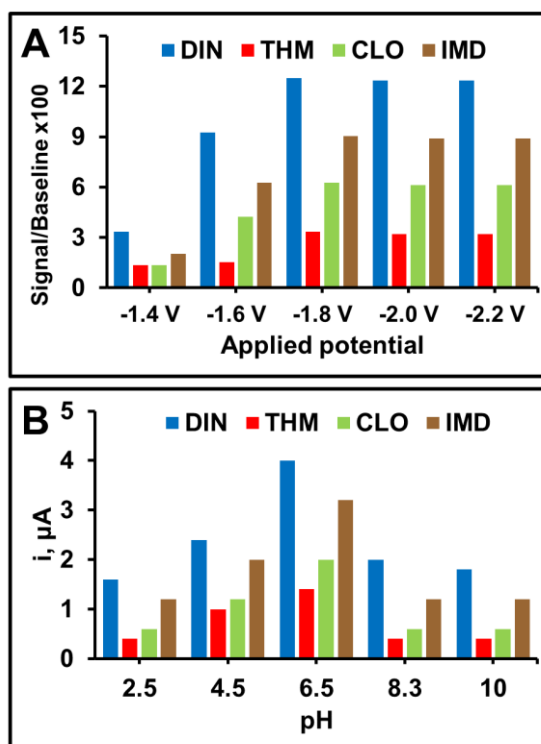 A
DIN THM CLO IMD
Signal/Baseline x100
15
12
9
6
3
0
-1.4 V -1.6 V -1.8 V -2.0 V -2.2 V
Applied potential
B
DIN THM CLO IMD
i, µA
5
4
3
2
1
0
2.5 4.5 6.5 8.3 10
pH